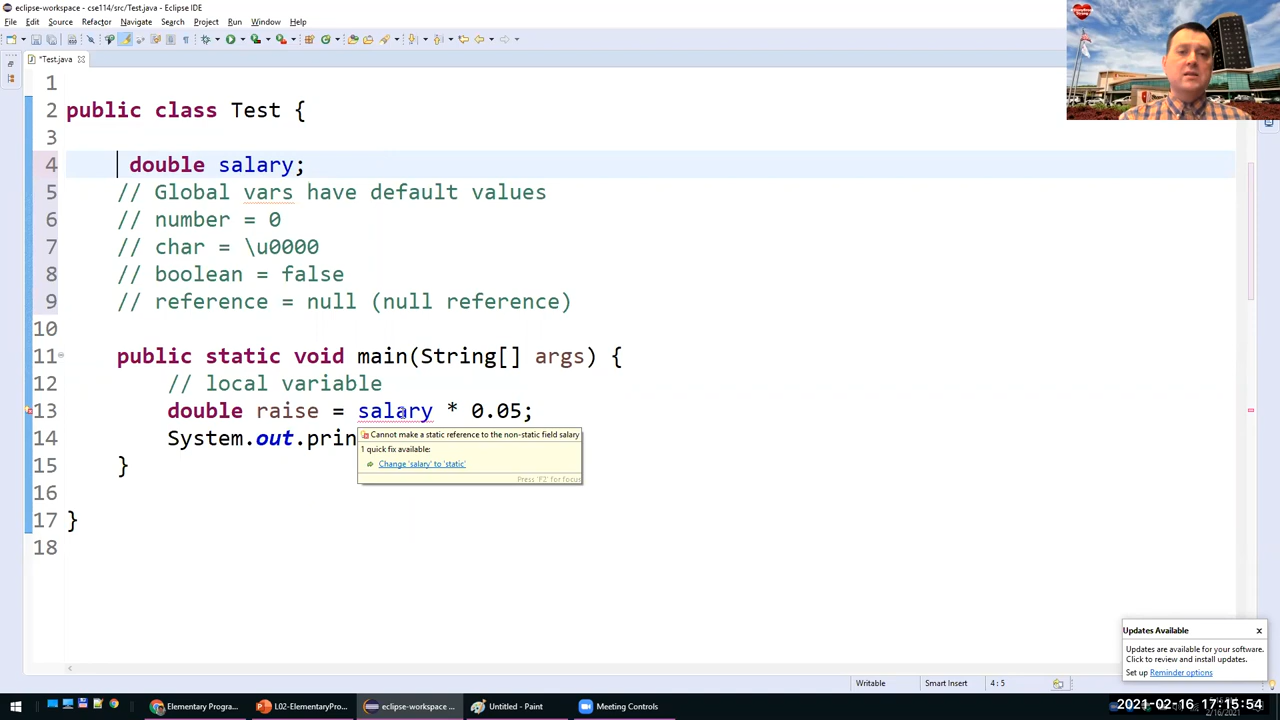 eclipse-workspace - cse114/src/Test.java - Eclipse IDE
File Edit Source Refactor Navigate Search Project Run Window Help
*Test.java
1
2 public class Test {
3
4 double salary;
5 // Global vars have default values
6 // number = 0
7 // char = \u0000
8 // boolean = false
9 // reference = null (null reference)
10
11 public static void main(String[] args) {
12 // local variable
13 double raise = salary * 0.05;
14 System.out.prin
Cannot make a static reference to the non-static field salary
1 quick fix available:
Change 'salary' to 'static'
Press 'F2' for focus
15 }
16
17 }
18
Updates Available x
Updates are available for your software.
Click to review and install updates.
Set up Reminder options
Writable Smart Insert 4 : 5
Elementary Progra... L02-ElementaryPro... eclipse-workspace ... Untitled - Paint Meeting Controls
2021-02-16 17:15:54